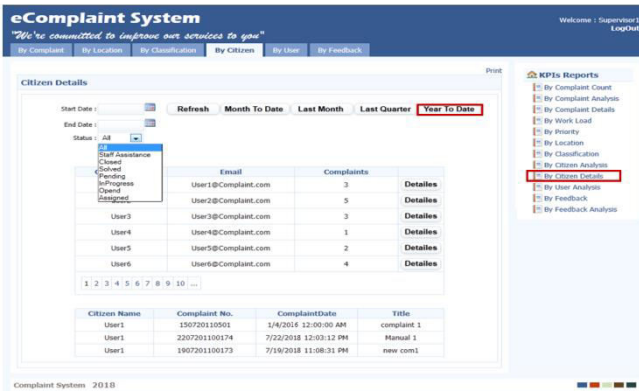 eComplaint System
Welcome : Supervisor1
"We're committed to improve our services to you"
LogOut
By Complaint By Location By Classification By Citizen By User By Feedback
Print
Citizen Details
Start Date :
Refresh Month To Date Last Month Last Quarter Year To Date
End Date :
Status : All
All
Staff Assistance
Closed
Solved
Pending
InProgress
Opend
Assigned
Email Complaints
User1@Complaint.com 3 Detailes
User2@Complaint.com 5 Detailes
User3 User3@Complaint.com 3 Detailes
User4 User4@Complaint.com 1 Detailes
User5 User5@Complaint.com 2 Detailes
User6 User6@Complaint.com 4 Detailes
1 2 3 4 5 6 7 8 9 10 ...
Citizen Name Complaint No. ComplaintDate Title
User1 150720110501 1/4/2016 12:00:00 AM complaint 1
User1 2207201100174 7/22/2018 12:03:12 PM Manual 1
User1 1907201100173 7/19/2018 11:08:31 PM new com1
KPIs Reports
By Complaint Count
By Complaint Analysis
By Complaint Details
By Work Load
By Priority
By Location
By Classification
By Citizen Analysis
By Citizen Details
By User Analysis
By Feedback
By Feedback Analysis
Complaint System 2018